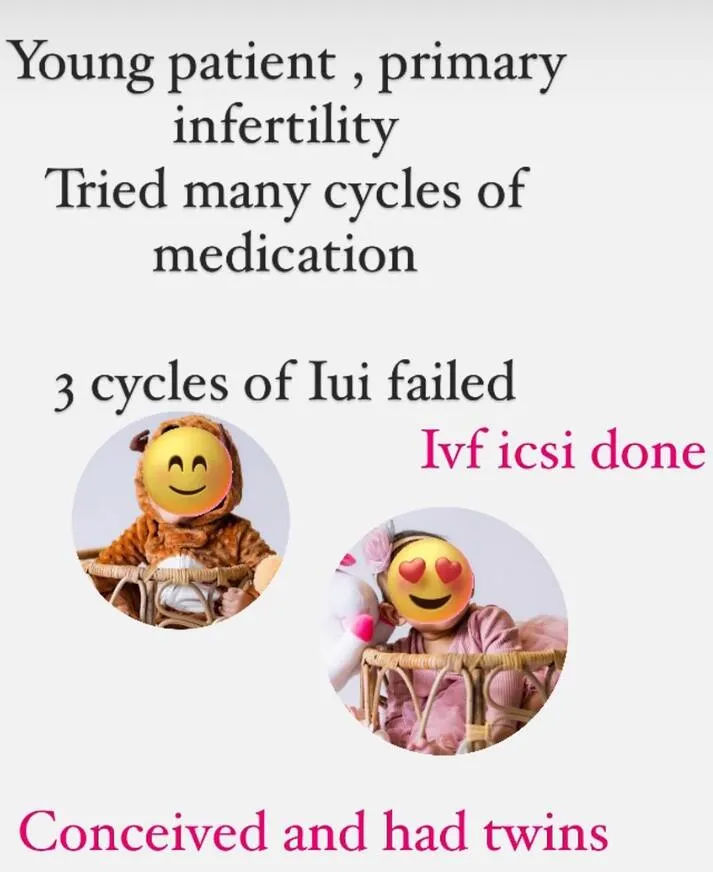 Young patient , primary
infertility
Tried many cycles of
medication
3 cycles of Iui failed
Ivf icsi done
Conceived and had twins